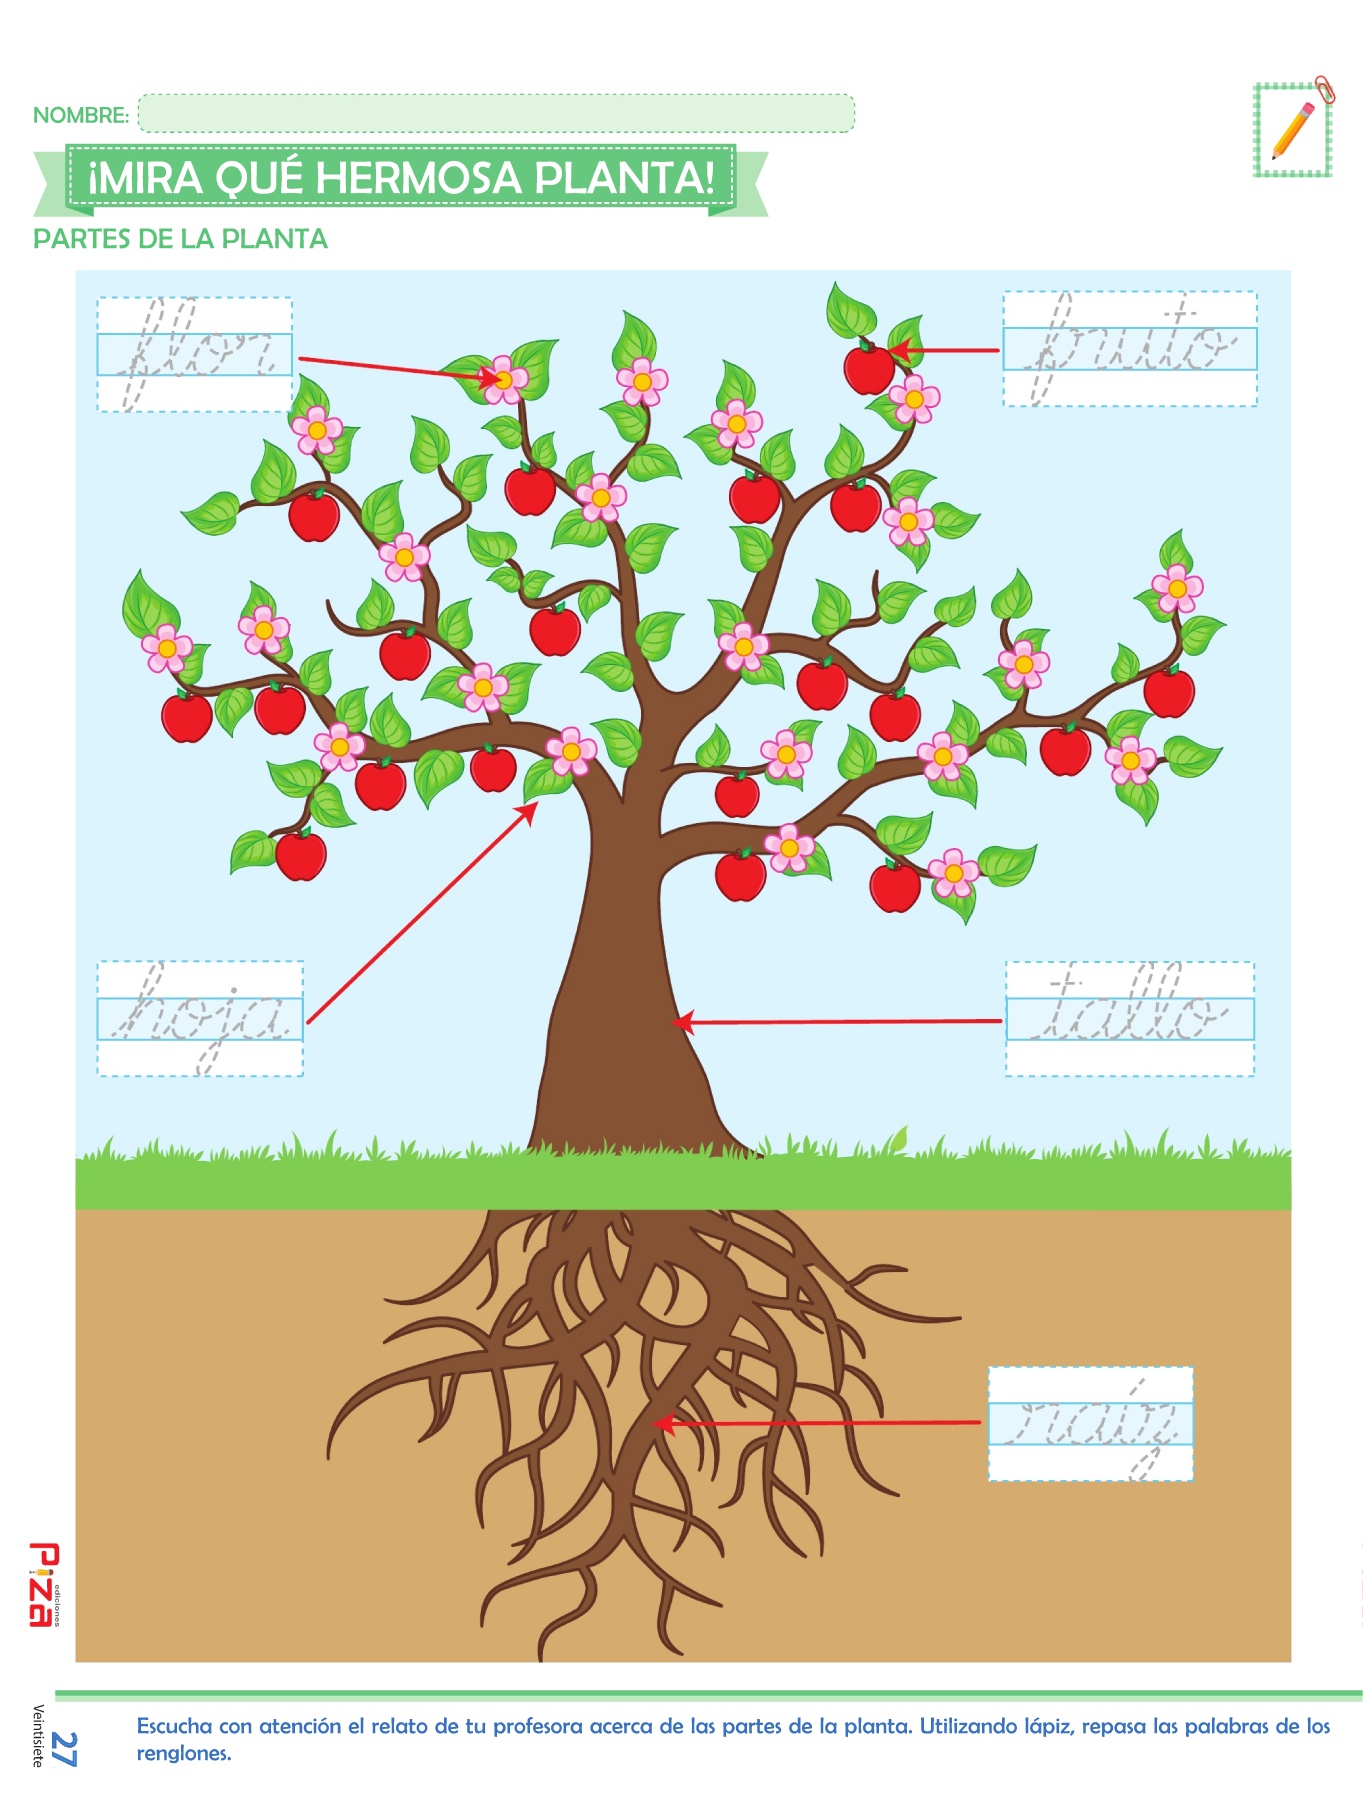 NOMBRE:
¡MIRA QUÉ HERMOSA PLANTA!
PARTES DE LA PLANTA
flor
fruto
hoja
tallo
raíz
Piza
ediciones
Veintisiete
27
Escucha con atención el relato de tu profesora acerca de las partes de la planta. Utilizando lápiz, repasa las palabras de los
renglones.